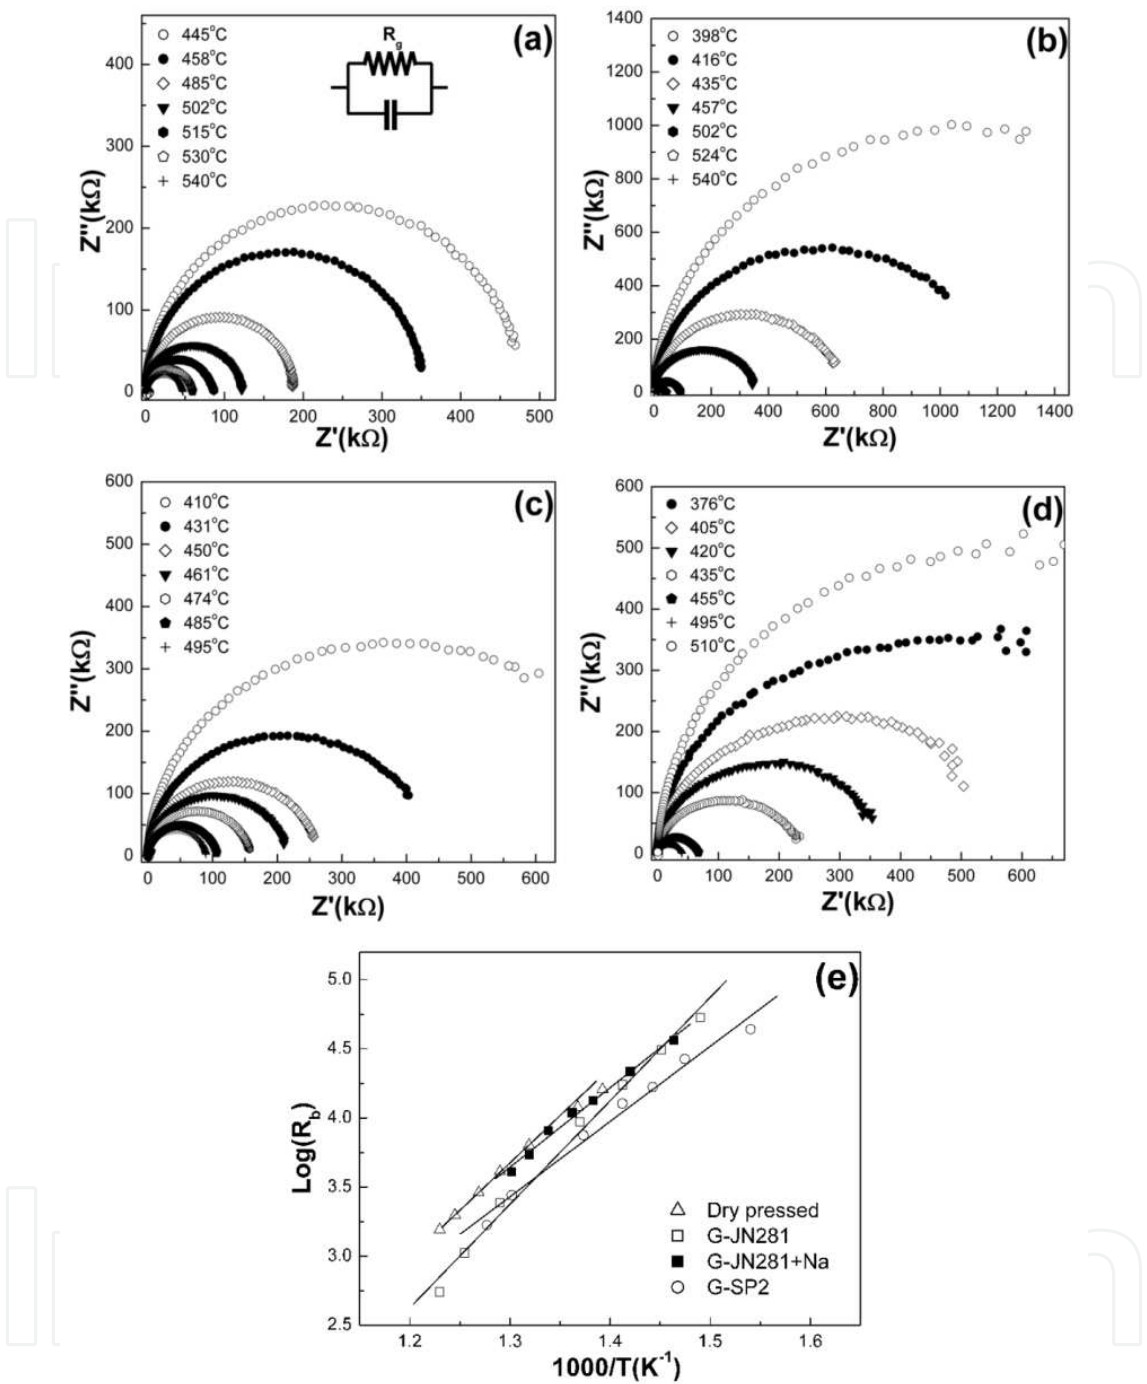 (a)
445°C
458°C
485°C
502°C
515°C
530°C
540°C
R_g
Z''(kΩ)
400
300
200
100
0
0 100 200 300 400 500
Z'(kΩ)
(b)
398°C
416°C
435°C
457°C
502°C
524°C
540°C
Z''(kΩ)
1400
1200
1000
800
600
400
200
0
0 200 400 600 800 1000 1200 1400
Z'(kΩ)
(c)
410°C
431°C
450°C
461°C
474°C
485°C
495°C
Z''(kΩ)
600
500
400
300
200
100
0
0 100 200 300 400 500 600
Z'(kΩ)
(d)
376°C
405°C
420°C
435°C
455°C
495°C
510°C
Z''(kΩ)
600
500
400
300
200
100
0
0 100 200 300 400 500 600
Z'(kΩ)
(e)
Log(R_b)
5.0
4.5
4.0
3.5
3.0
2.5
Dry pressed
G-JN281
G-JN281+Na
G-SP2
1.2 1.3 1.4 1.5 1.6
1000/T(K⁻¹)